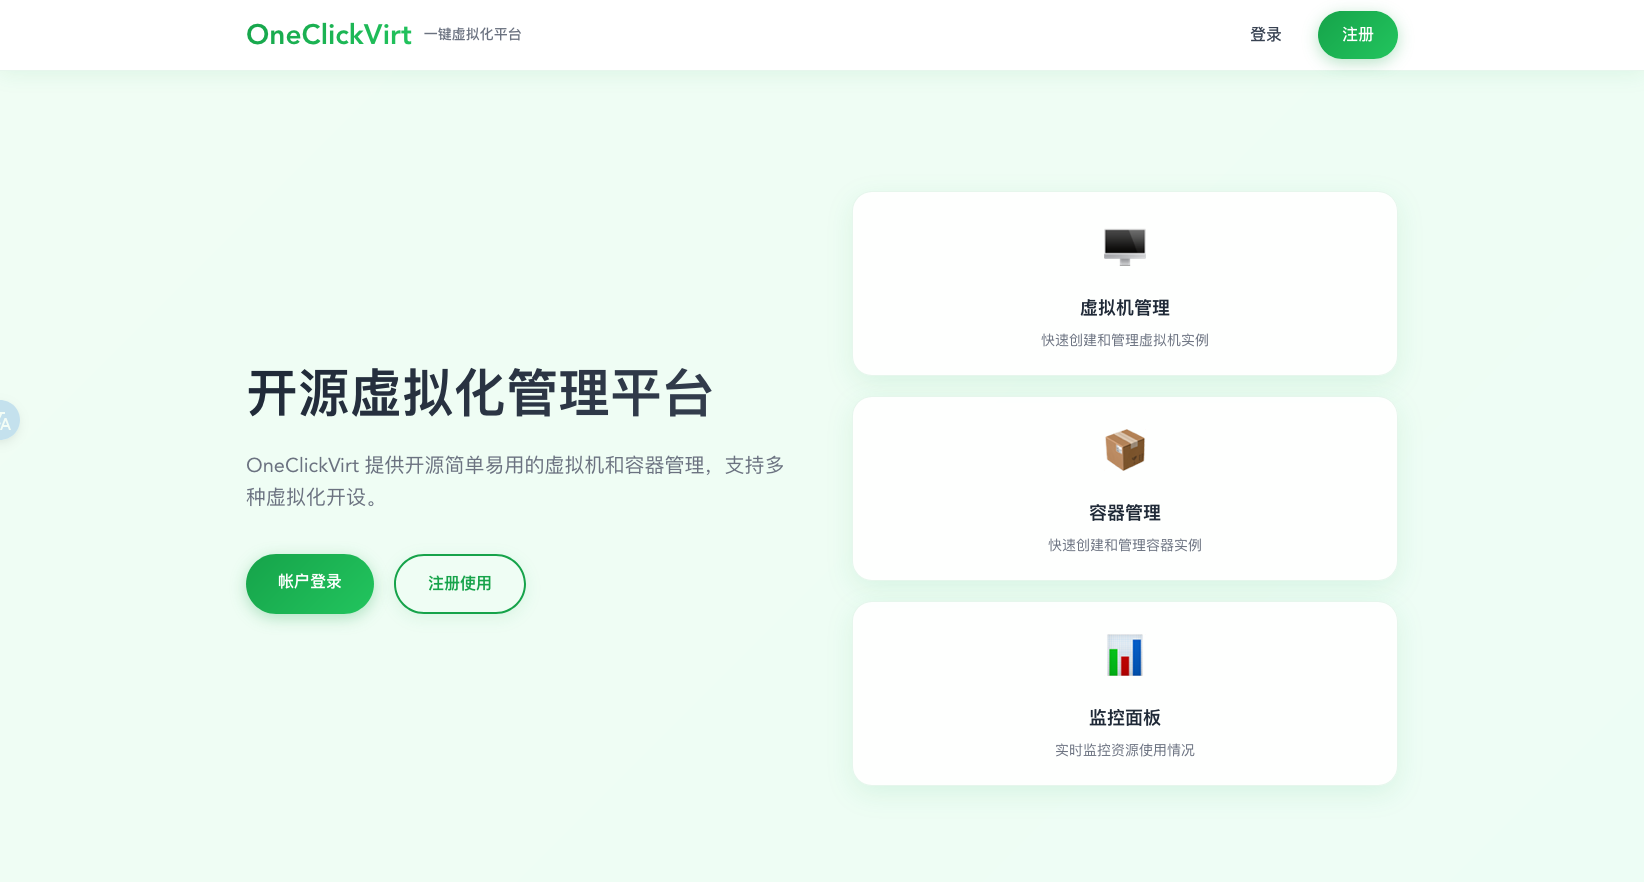 OneClickVirt 一键虚拟化平台
登录
注册
开源虚拟化管理平台
OneClickVirt 提供开源简单易用的虚拟机和容器管理，支持多
种虚拟化开设。
帐户登录
注册使用
虚拟机管理
快速创建和管理虚拟机实例
容器管理
快速创建和管理容器实例
监控面板
实时监控资源使用情况